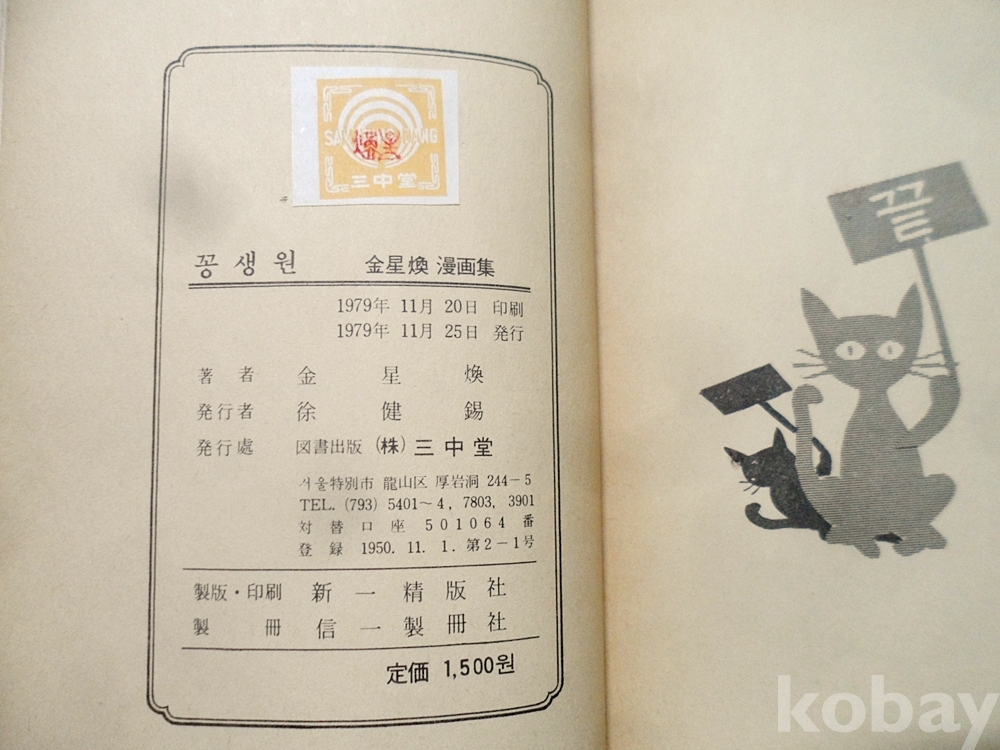 三中堂
꽁생원 金星煥 漫画集
1979年 11月 20日 印刷
1979年 11月 25日 発行
著者 金星煥
発行者 徐健錫
発行處 図書出版 (株) 三中堂
서울特別市 龍山区 厚岩洞 244-5
TEL. (793) 5401~4, 7803, 3901
対替口座 501064 番
登録 1950. 11. 1. 第2-1号
製版・印刷 新一精版社
製冊 信一製冊社
定価 1,500원
끝
kobay